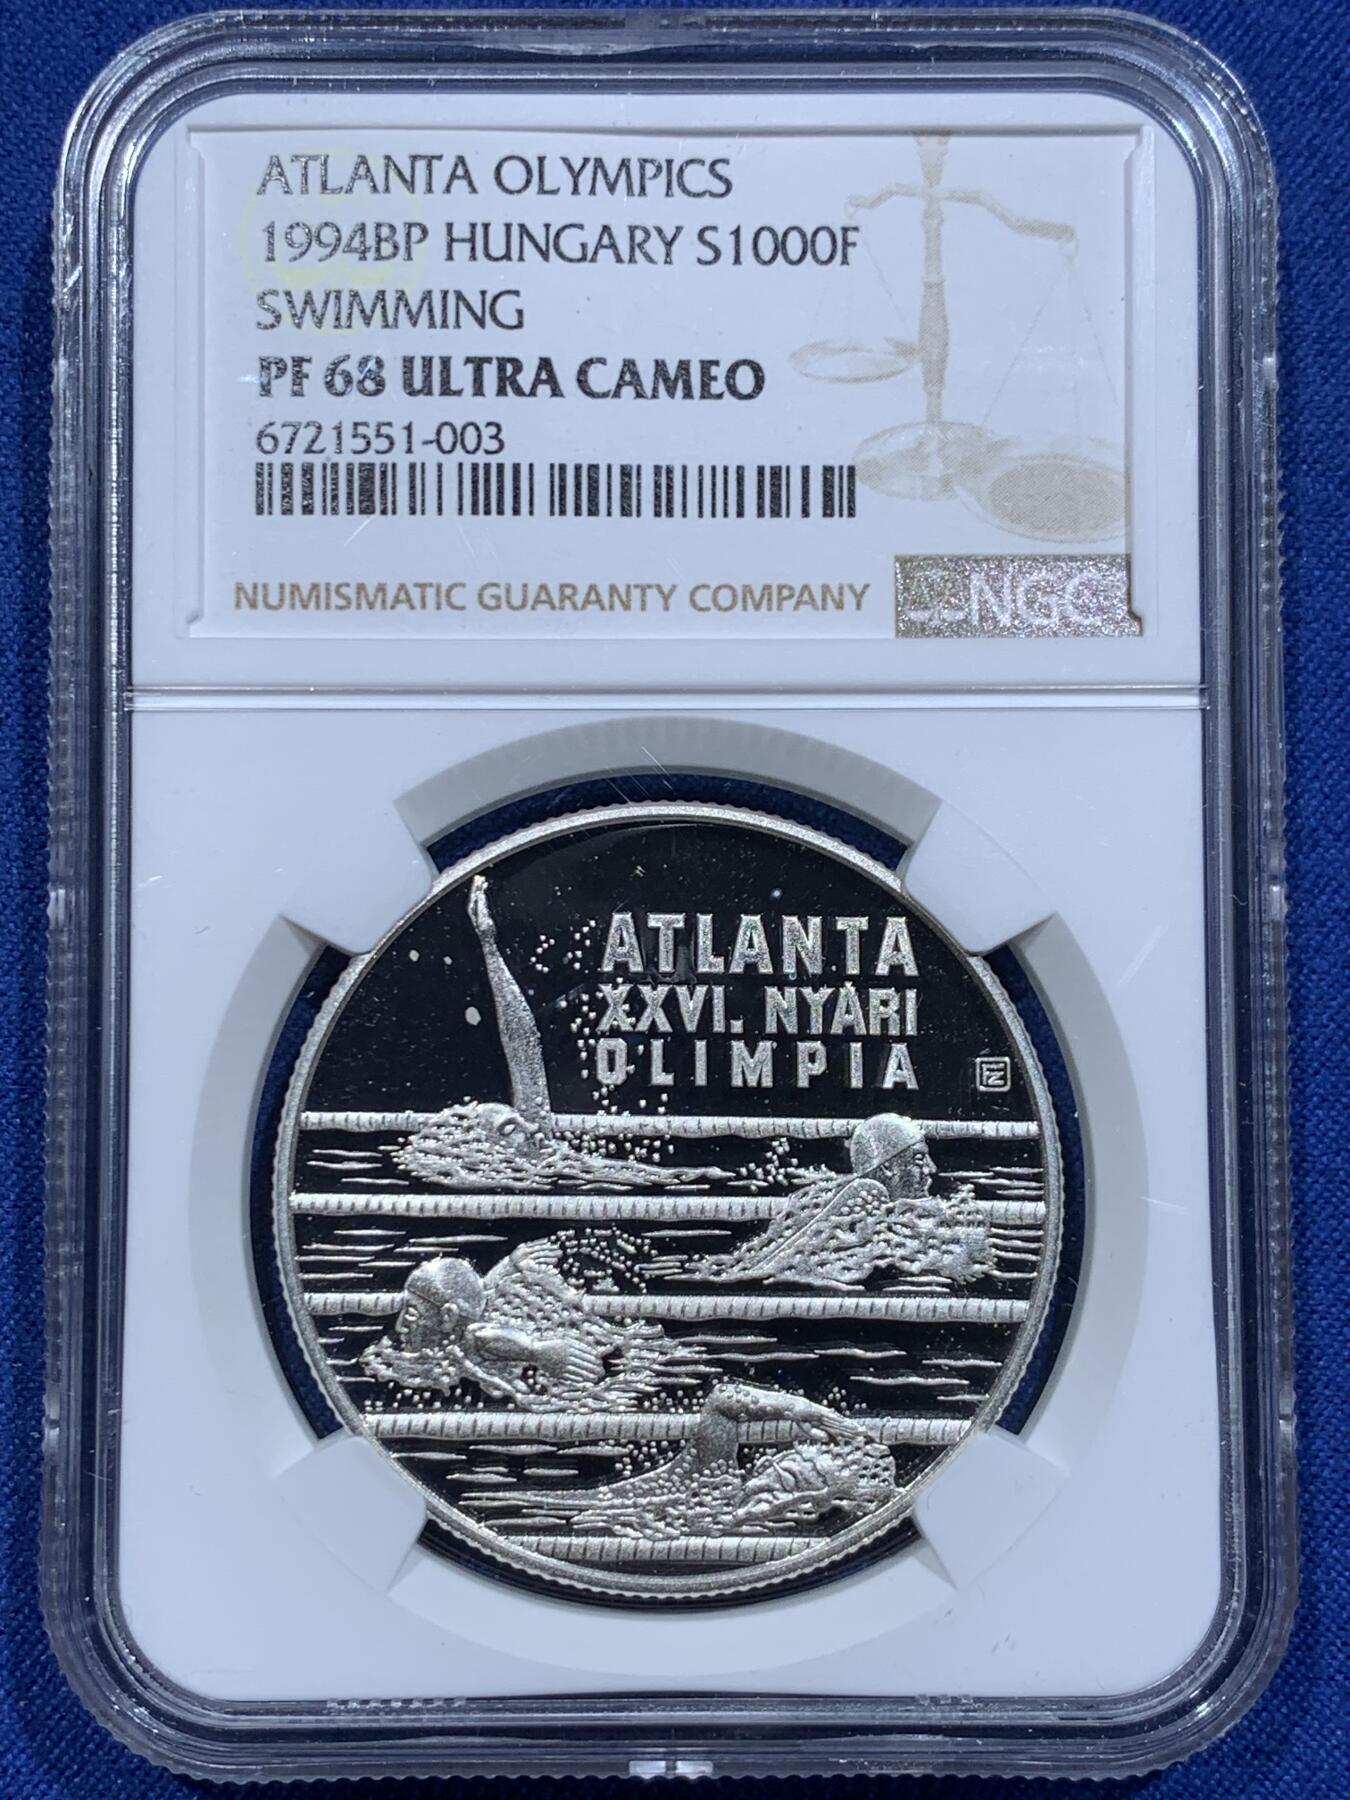 ATLANTA OLYMPICS
1994BP HUNGARY S1000F
SWIMMING
PF 68 ULTRA CAMEO
6721551-003
NUMISMATIC GUARANTY COMPANY
NGC
ATLANTA
XXVI. NYÁRI
OLIMPIA